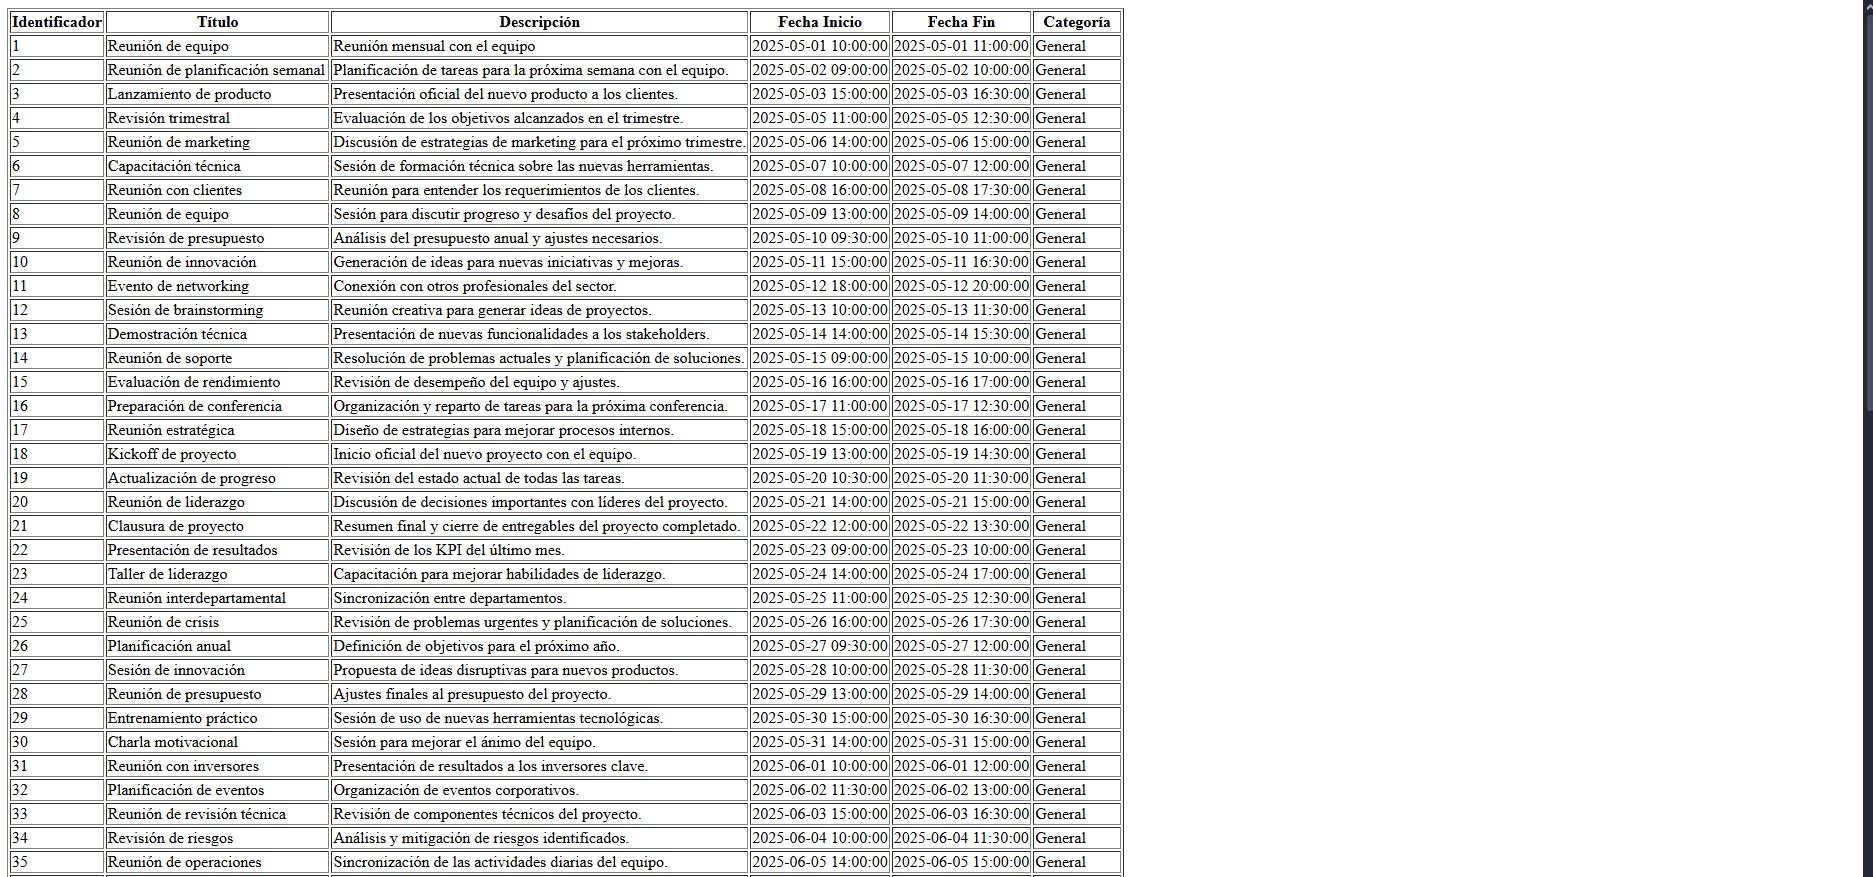 Identificador Título Descripción Fecha Inicio Fecha Fin Categoría
1 Reunión de equipo Reunión mensual con el equipo 2025-05-01 10:00:00 2025-05-01 11:00:00 General
2 Reunión de planificación semanal Planificación de tareas para la próxima semana con el equipo. 2025-05-02 09:00:00 2025-05-02 10:00:00 General
3 Lanzamiento de producto Presentación oficial del nuevo producto a los clientes. 2025-05-03 15:00:00 2025-05-03 16:30:00 General
4 Revisión trimestral Evaluación de los objetivos alcanzados en el trimestre. 2025-05-05 11:00:00 2025-05-05 12:30:00 General
5 Reunión de marketing Discusión de estrategias de marketing para el próximo trimestre. 2025-05-06 14:00:00 2025-05-06 15:00:00 General
6 Capacitación técnica Sesión de formación técnica sobre las nuevas herramientas. 2025-05-07 10:00:00 2025-05-07 12:00:00 General
7 Reunión con clientes Reunión para entender los requerimientos de los clientes. 2025-05-08 16:00:00 2025-05-08 17:30:00 General
8 Reunión de equipo Sesión para discutir progreso y desafíos del proyecto. 2025-05-09 13:00:00 2025-05-09 14:00:00 General
9 Revisión de presupuesto Análisis del presupuesto anual y ajustes necesarios. 2025-05-10 09:30:00 2025-05-10 11:00:00 General
10 Reunión de innovación Generación de ideas para nuevas iniciativas y mejoras. 2025-05-11 15:00:00 2025-05-11 16:30:00 General
11 Evento de networking Conexión con otros profesionales del sector. 2025-05-12 18:00:00 2025-05-12 20:00:00 General
12 Sesión de brainstorming Reunión creativa para generar ideas de proyectos. 2025-05-13 10:00:00 2025-05-13 11:30:00 General
13 Demostración técnica Presentación de nuevas funcionalidades a los stakeholders. 2025-05-14 14:00:00 2025-05-14 15:30:00 General
14 Reunión de soporte Resolución de problemas actuales y planificación de soluciones. 2025-05-15 09:00:00 2025-05-15 10:00:00 General
15 Evaluación de rendimiento Revisión de desempeño del equipo y ajustes. 2025-05-16 16:00:00 2025-05-16 17:00:00 General
16 Preparación de conferencia Organización y reparto de tareas para la próxima conferencia. 2025-05-17 11:00:00 2025-05-17 12:30:00 General
17 Reunión estratégica Diseño de estrategias para mejorar procesos internos. 2025-05-18 15:00:00 2025-05-18 16:00:00 General
18 Kickoff de proyecto Inicio oficial del nuevo proyecto con el equipo. 2025-05-19 13:00:00 2025-05-19 14:30:00 General
19 Actualización de progreso Revisión del estado actual de todas las tareas. 2025-05-20 10:30:00 2025-05-20 11:30:00 General
20 Reunión de liderazgo Discusión de decisiones importantes con líderes del proyecto. 2025-05-21 14:00:00 2025-05-21 15:00:00 General
21 Clausura de proyecto Resumen final y cierre de entregables del proyecto completado. 2025-05-22 12:00:00 2025-05-22 13:30:00 General
22 Presentación de resultados Revisión de los KPI del último mes. 2025-05-23 09:00:00 2025-05-23 10:00:00 General
23 Taller de liderazgo Capacitación para mejorar habilidades de liderazgo. 2025-05-24 14:00:00 2025-05-24 17:00:00 General
24 Reunión interdepartamental Sincronización entre departamentos. 2025-05-25 11:00:00 2025-05-25 12:30:00 General
25 Reunión de crisis Revisión de problemas urgentes y planificación de soluciones. 2025-05-26 16:00:00 2025-05-26 17:30:00 General
26 Planificación anual Definición de objetivos para el próximo año. 2025-05-27 09:30:00 2025-05-27 12:00:00 General
27 Sesión de innovación Propuesta de ideas disruptivas para nuevos productos. 2025-05-28 10:00:00 2025-05-28 11:30:00 General
28 Reunión de presupuesto Ajustes finales al presupuesto del proyecto. 2025-05-29 13:00:00 2025-05-29 14:00:00 General
29 Entrenamiento práctico Sesión de uso de nuevas herramientas tecnológicas. 2025-05-30 15:00:00 2025-05-30 16:30:00 General
30 Charla motivacional Sesión para mejorar el ánimo del equipo. 2025-05-31 14:00:00 2025-05-31 15:00:00 General
31 Reunión con inversores Presentación de resultados a los inversores clave. 2025-06-01 10:00:00 2025-06-01 12:00:00 General
32 Planificación de eventos Organización de eventos corporativos. 2025-06-02 11:30:00 2025-06-02 13:00:00 General
33 Reunión de revisión técnica Revisión de componentes técnicos del proyecto. 2025-06-03 15:00:00 2025-06-03 16:30:00 General
34 Revisión de riesgos Análisis y mitigación de riesgos identificados. 2025-06-04 10:00:00 2025-06-04 11:30:00 General
35 Reunión de operaciones Sincronización de las actividades diarias del equipo. 2025-06-05 14:00:00 2025-06-05 15:00:00 General